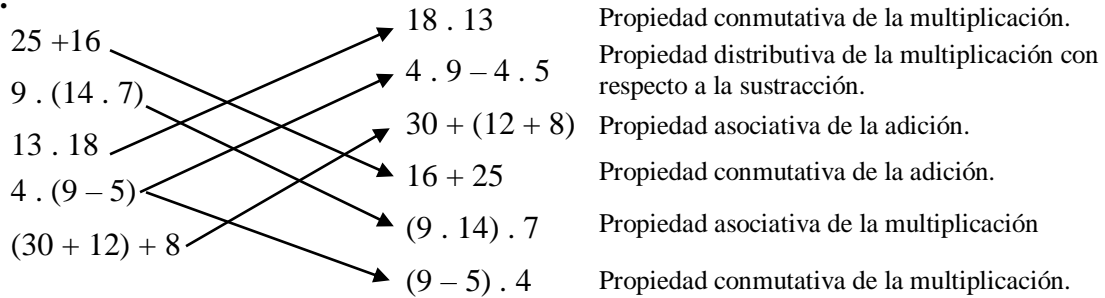 25 +16
9 . (14 . 7)
13 . 18
4 . (9 – 5)
(30 + 12) + 8
18 . 13
4 . 9 – 4 . 5
30 + (12 + 8)
16 + 25
(9 . 14) . 7
(9 – 5) . 4
Propiedad conmutativa de la multiplicación.
Propiedad distributiva de la multiplicación con
respecto a la sustracción.
Propiedad asociativa de la adición.
Propiedad conmutativa de la adición.
Propiedad asociativa de la multiplicación
Propiedad conmutativa de la multiplicación.